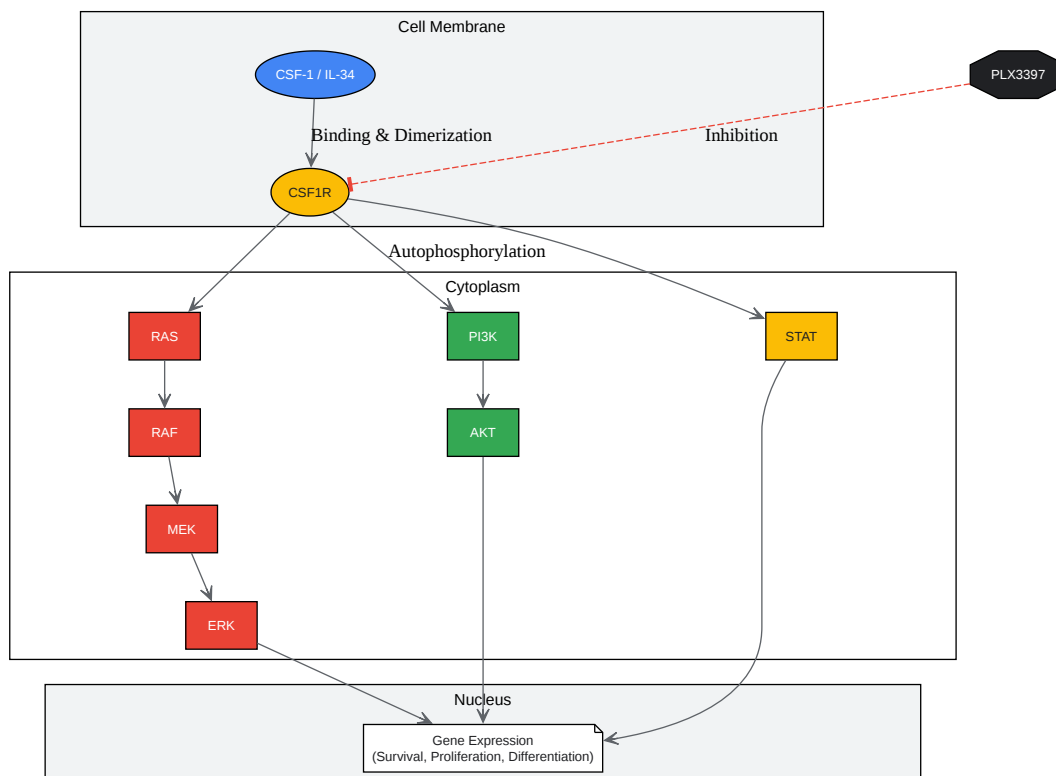 Cell Membrane
CSF-1 / IL-34
PLX3397
Binding & Dimerization
Inhibition
CSF1R
Autophosphorylation
Cytoplasm
RAS
PI3K
STAT
RAF
AKT
MEK
ERK
Nucleus
Gene Expression
(Survival, Proliferation, Differentiation)